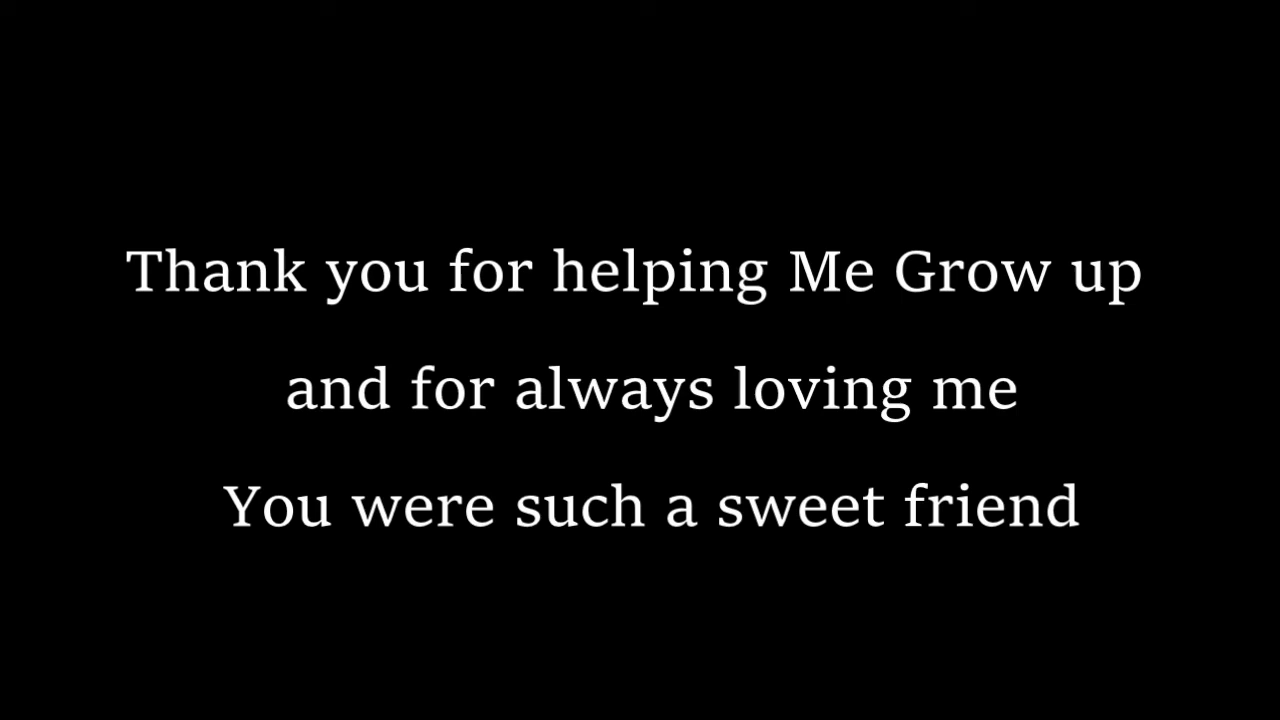 Thank you for helping Me Grow up
and for always loving me
You were such a sweet friend